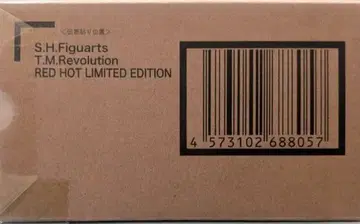 S.H.Figuarts
T.M.Revolution
RED HOT LIMITED EDITION
4 573102 688057